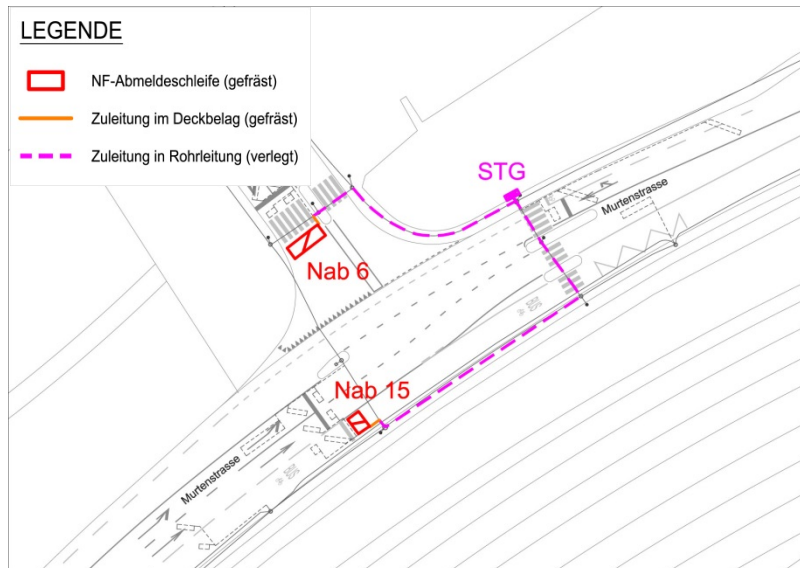 LEGENDE
NF-Abmeldeschleife (gefräst)
Zuleitung im Deckbelag (gefräst)
Zuleitung in Rohrleitung (verlegt)
STG
Murtenstrasse
Nab 6
Nab 15
Murtenstrasse